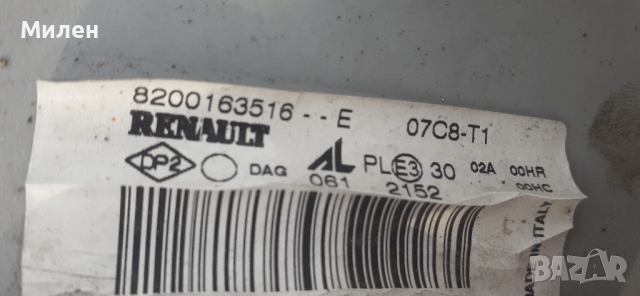 Милен
8200163516 -- E 07C8-T1
RENAULT
DP2 DAG AL PL E3 30 02A 00HR
061 2152 00HC
MADE IN ITALY
BAZAR